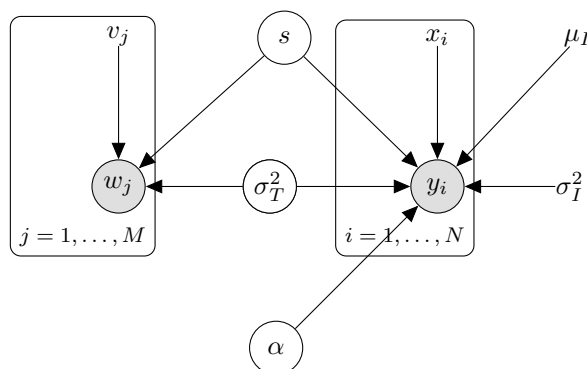 v_j s x_i μ_I
w_j σ_T^2 y_i σ_I^2
j = 1, . . . , M i = 1, . . . , N
α